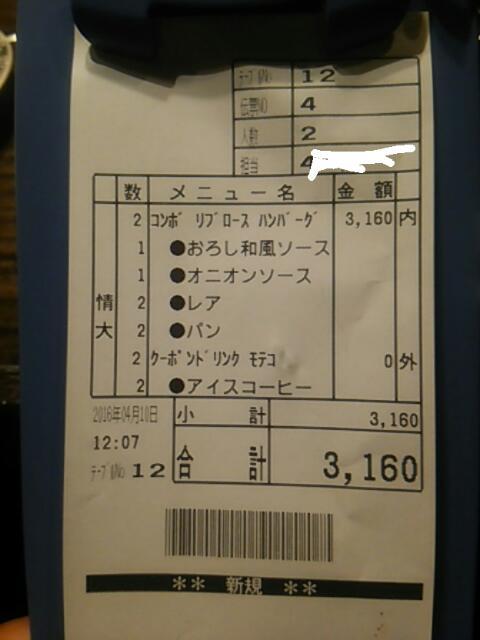 テーブルNo 12
伝票NO 4
人数 2
担当 4
数 メニュー名 金額
2 コンボ リブロース ハンバーグ 3,160 内
1 ●おろし和風ソース
1 ●オニオンソース
情 2 ●レア
大 2 ●パン
2 クーポンドリンク モテコ 0 外
2 ●アイスコーヒー
2016年04月10日 小計 3,160
12:07
テーブルNo 12 合計 3,160
** 新規 **